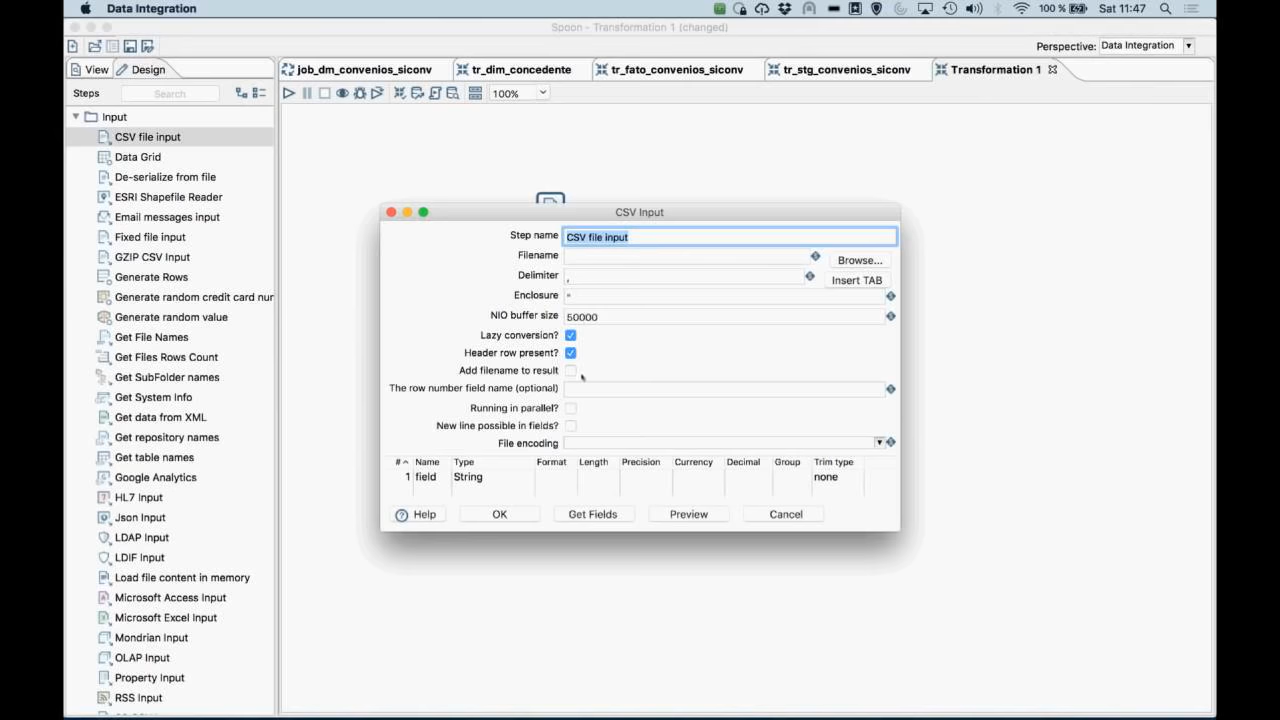 Data Integration
100 %
Sat 11:47
Spoon - Transformation 1 (changed)
Perspective:
Data Integration
View
Design
job_dm_convenios_siconv
tr_dim_concedente
tr_fato_convenios_siconv
tr_stg_convenios_siconv
Transformation 1
Steps
Search
100%
Input
CSV file input
Data Grid
De-serialize from file
ESRI Shapefile Reader
Email messages input
Fixed file input
GZIP CSV Input
Generate Rows
Generate random credit card nur
Generate random value
Get File Names
Get Files Rows Count
Get SubFolder names
Get System Info
Get data from XML
Get repository names
Get table names
Google Analytics
HL7 Input
Json Input
LDAP Input
LDIF Input
Load file content in memory
Microsoft Access Input
Microsoft Excel Input
Mondrian Input
OLAP Input
Property Input
RSS Input
CSV Input
Step name
CSV file input
Filename
Browse...
Delimiter
,
Insert TAB
Enclosure
"
NIO buffer size
50000
Lazy conversion?
Header row present?
Add filename to result
The row number field name (optional)
Running in parallel?
New line possible in fields?
File encoding
# Name Type Format Length Precision Currency Decimal Group Trim type
1 field String none
Help
OK
Get Fields
Preview
Cancel